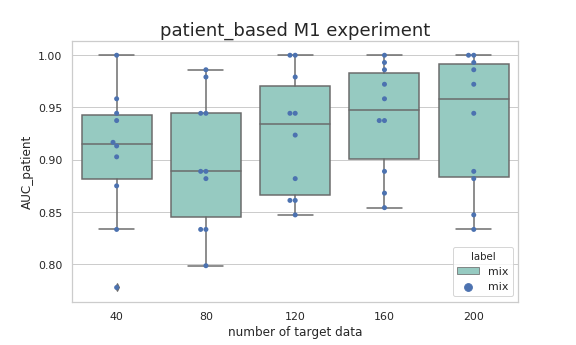 patient_based M1 experiment
1.00
0.95
0.90
0.85
0.80
AUC_patient
40 80 120 160 200
number of target data
label
mix
mix